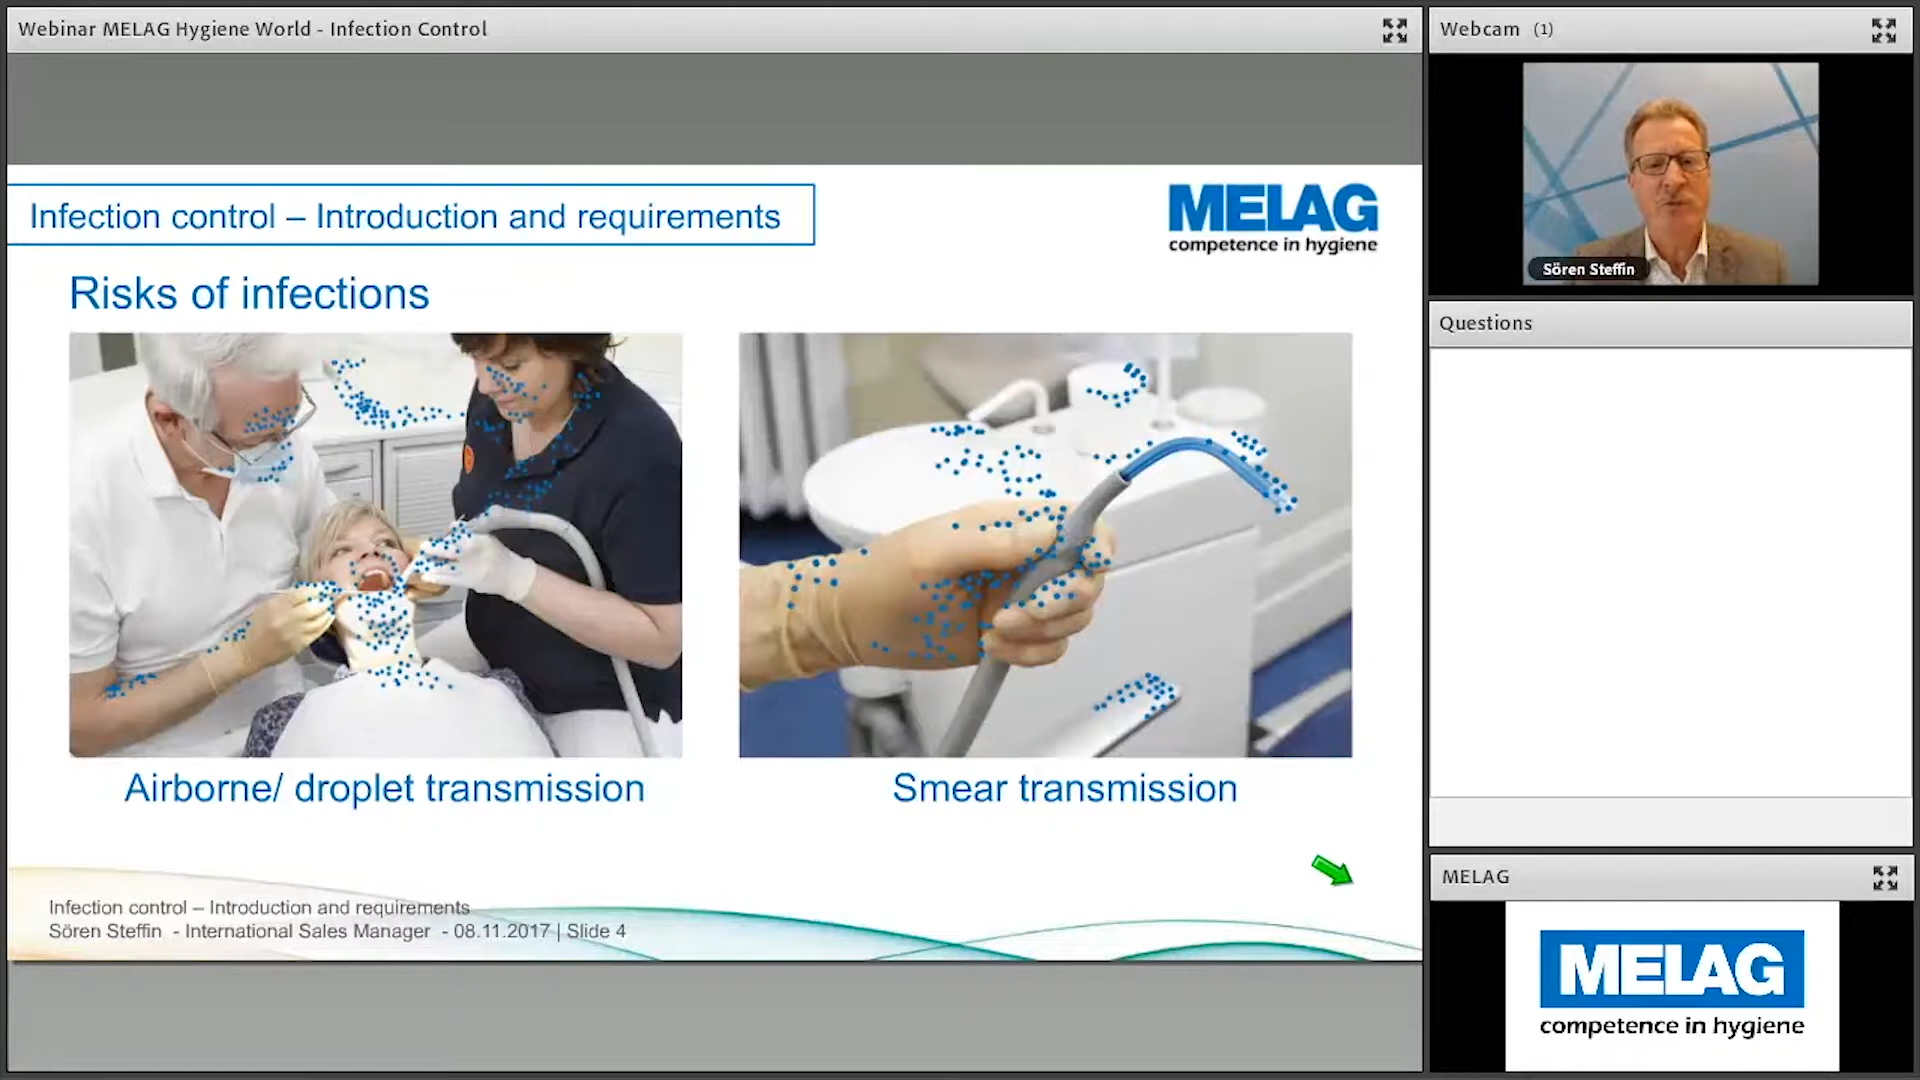 Webinar MELAG Hygiene World - Infection Control
Webcam (1)
Sören Steffin
Infection control – Introduction and requirements
MELAG
competence in hygiene
Risks of infections
Airborne/ droplet transmission
Smear transmission
Infection control – Introduction and requirements
Sören Steffin - International Sales Manager - 08.11.2017 | Slide 4
Questions
MELAG
MELAG
competence in hygiene